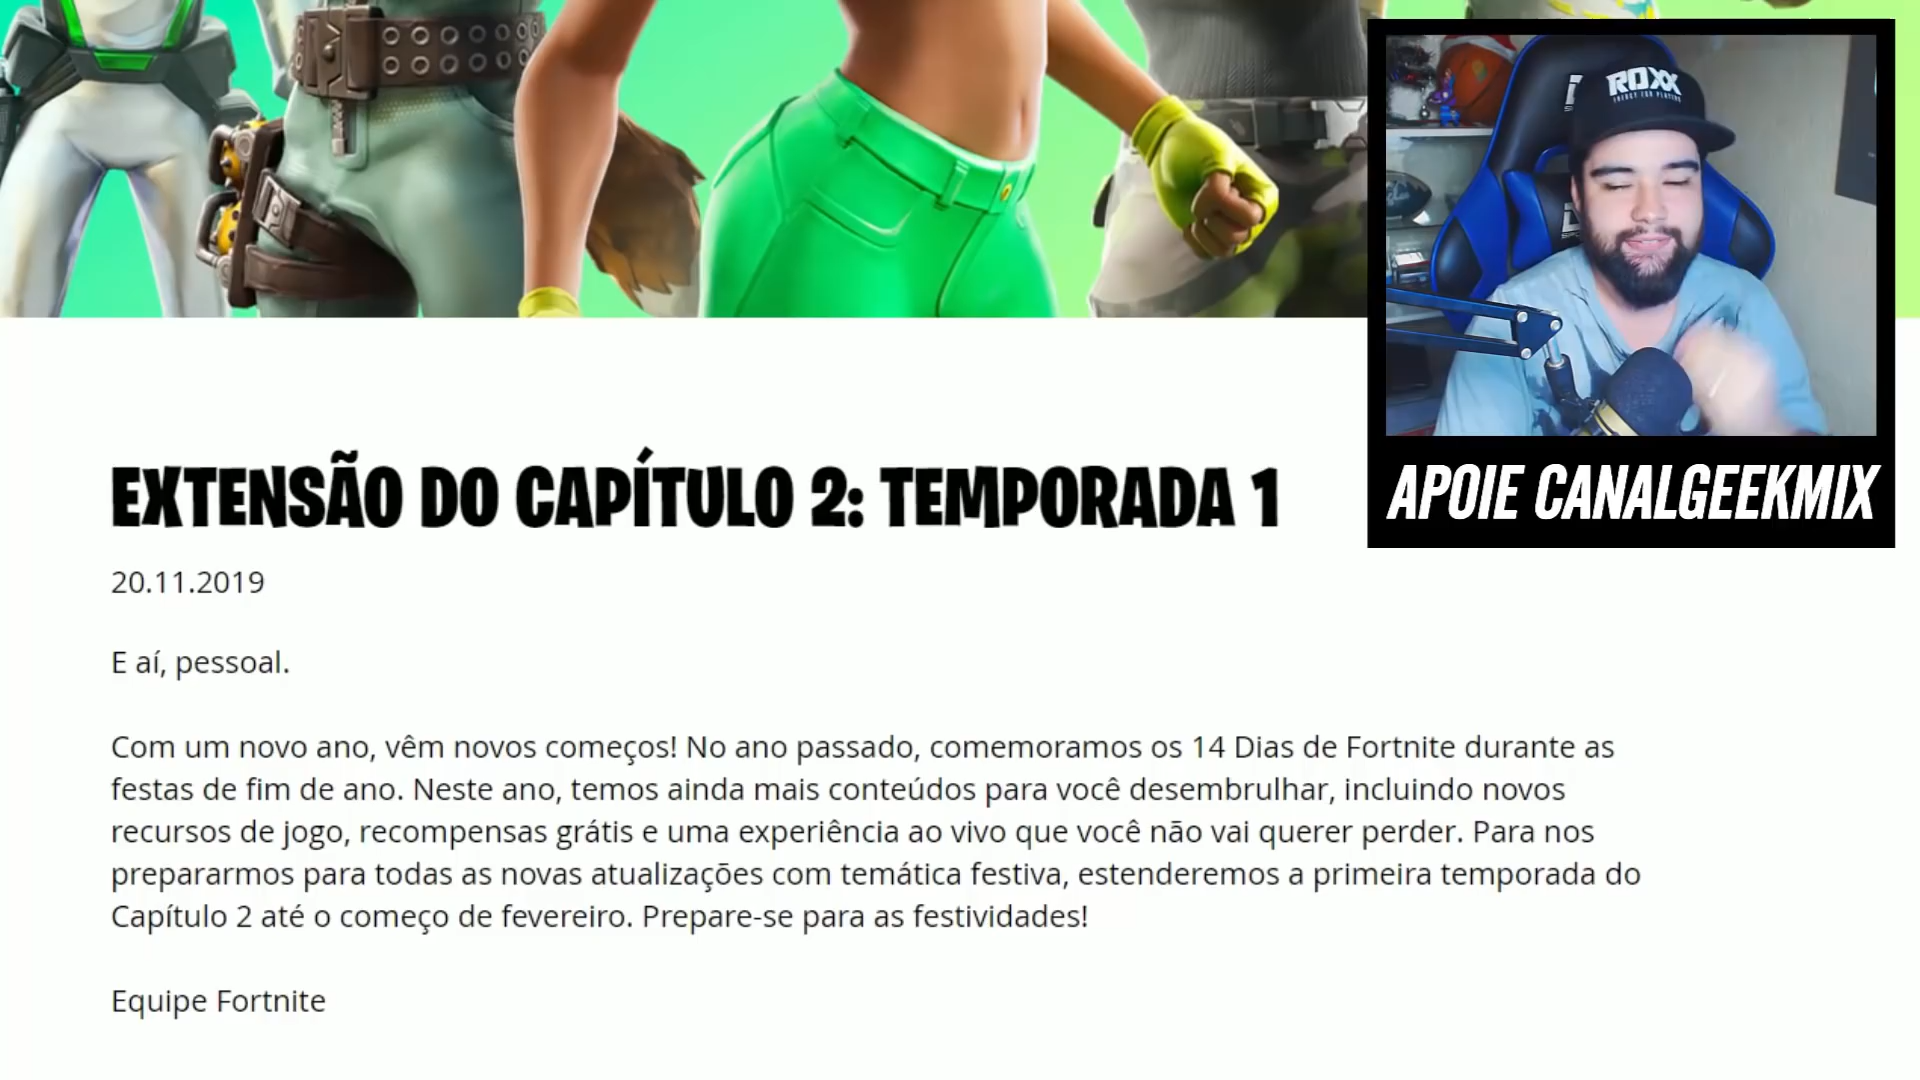 ROXX
ENERGY FOR PLAYERS
APOIE CANALGEEKMIX
EXTENSÃO DO CAPÍTULO 2: TEMPORADA 1
20.11.2019
E aí, pessoal.
Com um novo ano, vêm novos começos! No ano passado, comemoramos os 14 Dias de Fortnite durante as
festas de fim de ano. Neste ano, temos ainda mais conteúdos para você desembrulhar, incluindo novos
recursos de jogo, recompensas grátis e uma experiência ao vivo que você não vai querer perder. Para nos
prepararmos para todas as novas atualizações com temática festiva, estenderemos a primeira temporada do
Capítulo 2 até o começo de fevereiro. Prepare-se para as festividades!
Equipe Fortnite